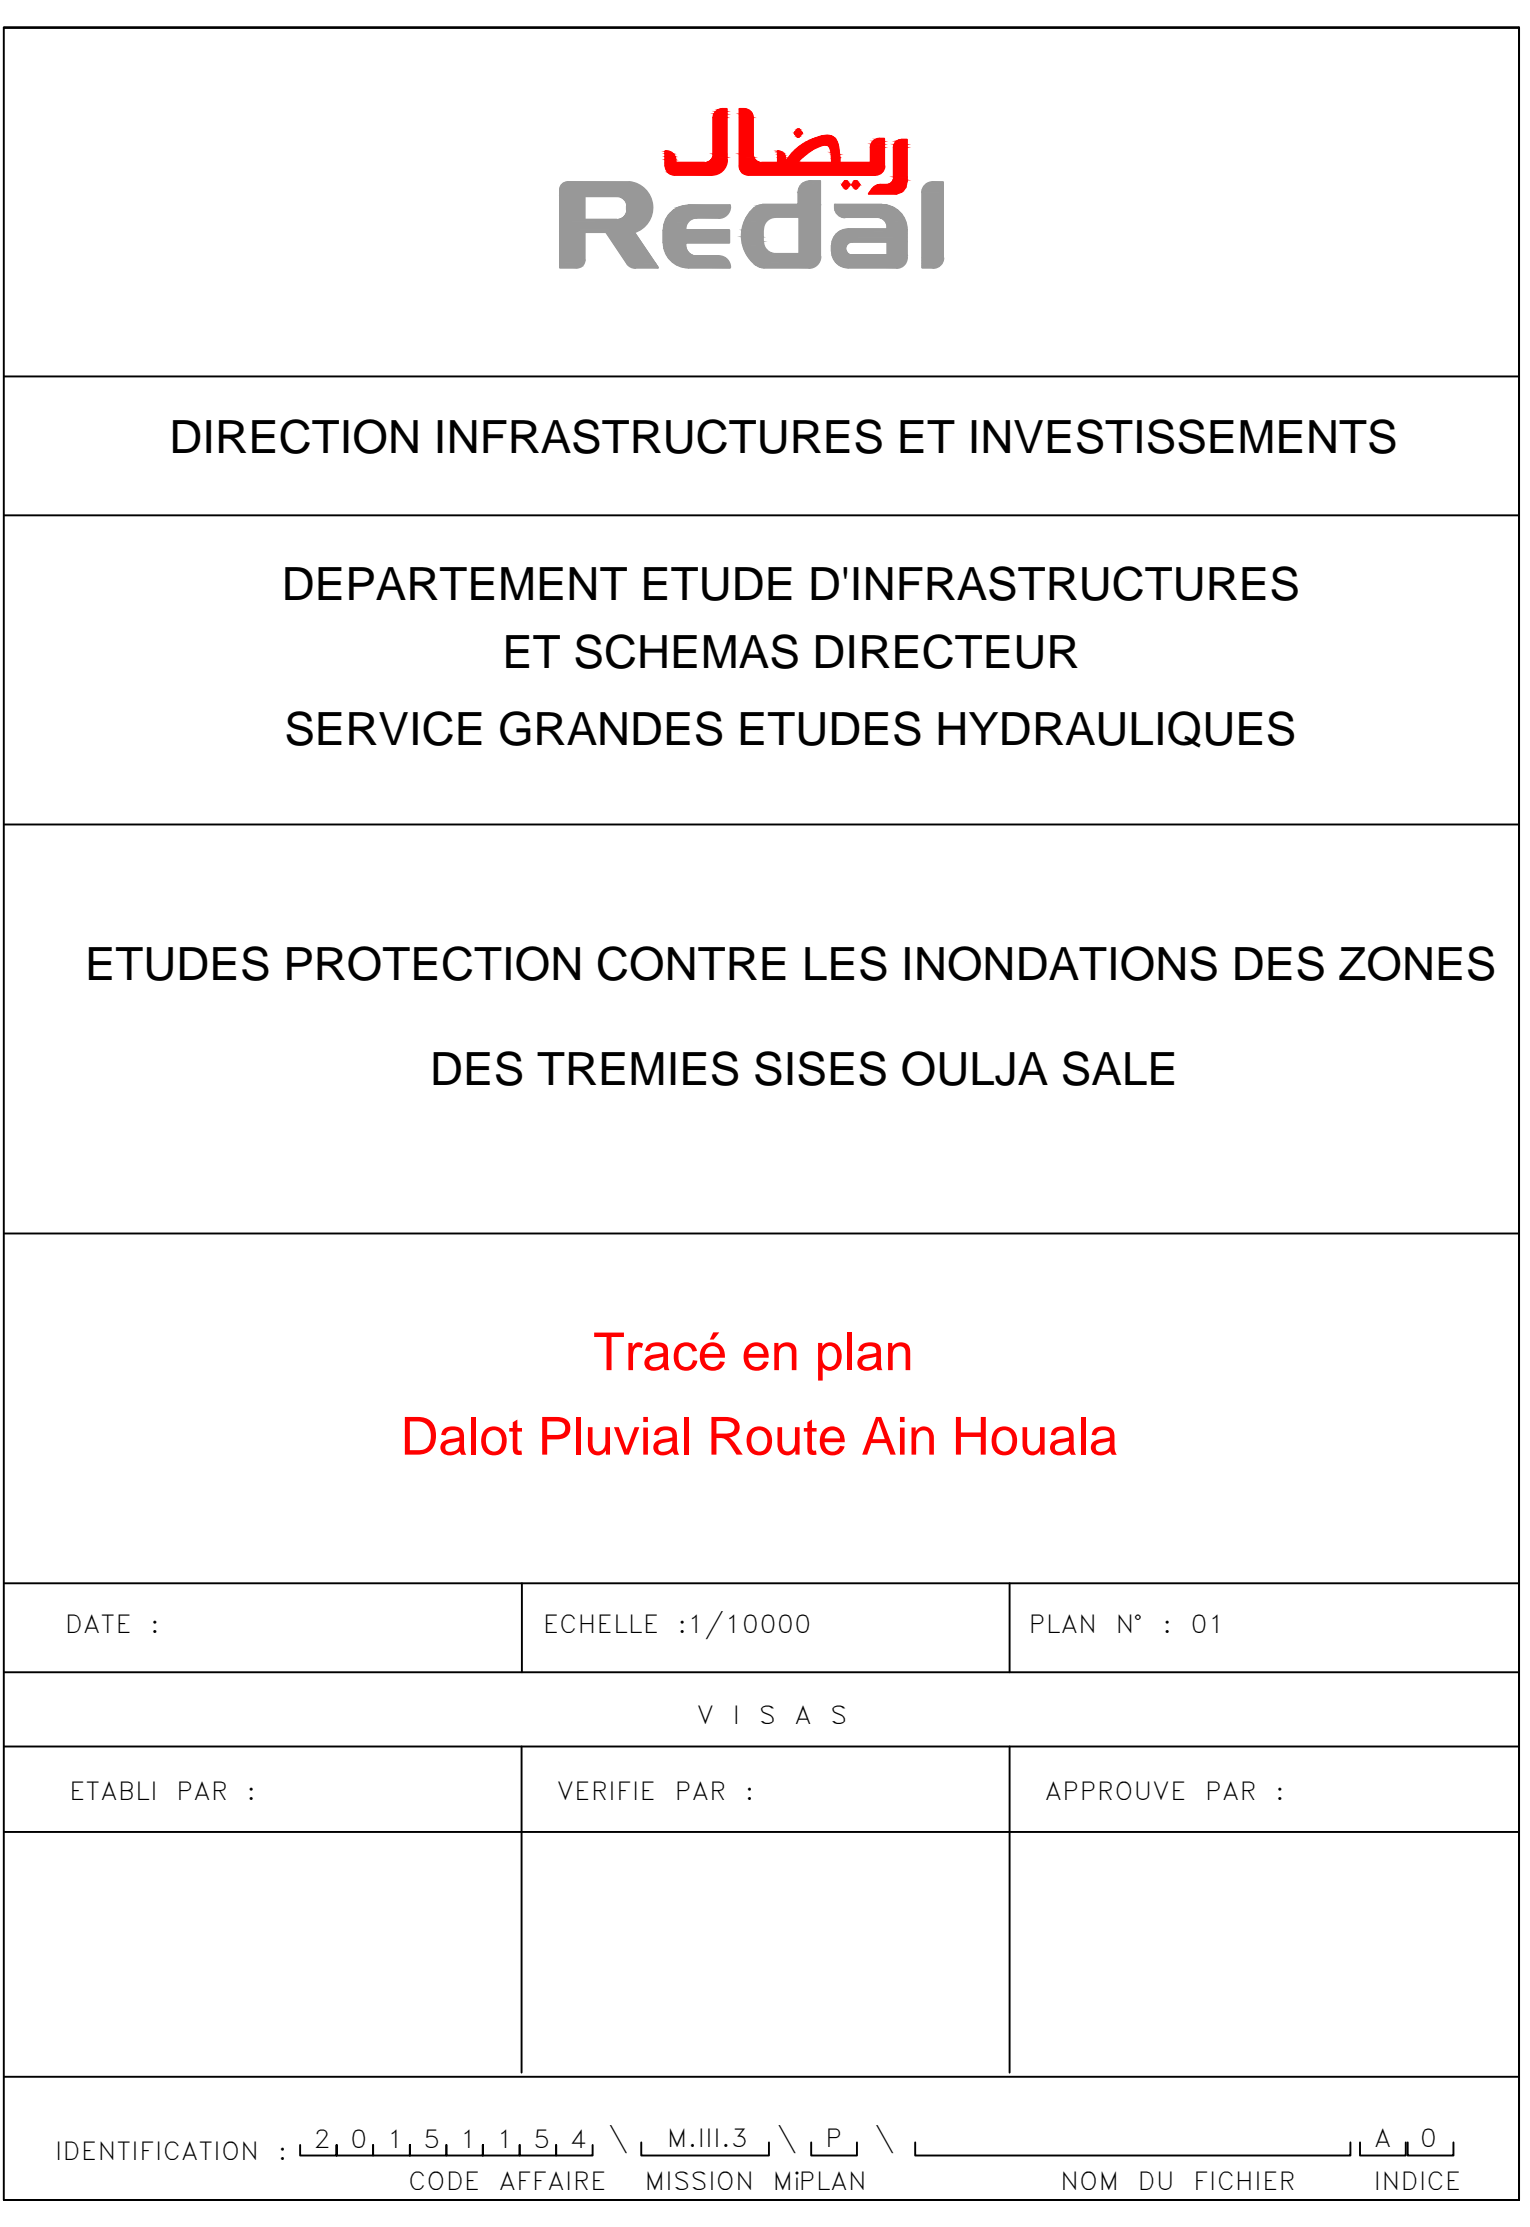 ريضال
Redal
DIRECTION INFRASTRUCTURES ET INVESTISSEMENTS
DEPARTEMENT ETUDE D'INFRASTRUCTURES
ET SCHEMAS DIRECTEUR
SERVICE GRANDES ETUDES HYDRAULIQUES
ETUDES PROTECTION CONTRE LES INONDATIONS DES ZONES
DES TREMIES SISES OULJA SALE
Tracé en plan
Dalot Pluvial Route Ain Houala
DATE : ECHELLE :1/10000 PLAN N° : 01
V I S A S
ETABLI PAR : VERIFIE PAR : APPROUVE PAR :
IDENTIFICATION : 2 0 1 5 1 1 5 4 \ M.III.3 \ P \ A 0
CODE AFFAIRE MISSION MiPLAN NOM DU FICHIER INDICE